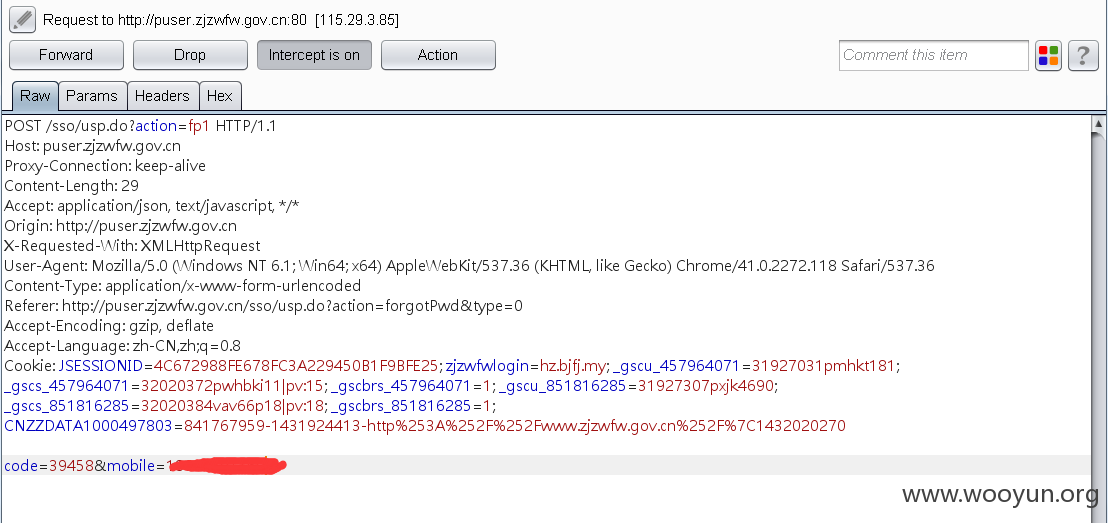 Request to http://puser.zjzwfw.gov.cn:80 [115.29.3.85]
Forward Drop Intercept is on Action Comment this item ?
Raw Params Headers Hex
POST /sso/usp.do?action=fp1 HTTP/1.1
Host: puser.zjzwfw.gov.cn
Proxy-Connection: keep-alive
Content-Length: 29
Accept: application/json, text/javascript, */*
Origin: http://puser.zjzwfw.gov.cn
X-Requested-With: XMLHttpRequest
User-Agent: Mozilla/5.0 (Windows NT 6.1; Win64; x64) AppleWebKit/537.36 (KHTML, like Gecko) Chrome/41.0.2272.118 Safari/537.36
Content-Type: application/x-www-form-urlencoded
Referer: http://puser.zjzwfw.gov.cn/sso/usp.do?action=forgotPwd&type=0
Accept-Encoding: gzip, deflate
Accept-Language: zh-CN,zh;q=0.8
Cookie: JSESSIONID=4C672988FE678FC3A229450B1F9BFE25; zjzwfwlogin=hz.bjfj.my; _gscu_457964071=31927031pmhkt181;
_gscs_457964071=32020372pwhbki11|pv:15; _gscbrs_457964071=1; _gscu_851816285=31927307pxjk4690;
_gscs_851816285=32020384vav66p18|pv:18; _gscbrs_851816285=1;
CNZZDATA1000497803=841767959-1431924413-http%253A%252F%252Fwww.zjzwfw.gov.cn%252F%7C1432020270
code=39458&mobile=1
www.wooyun.org